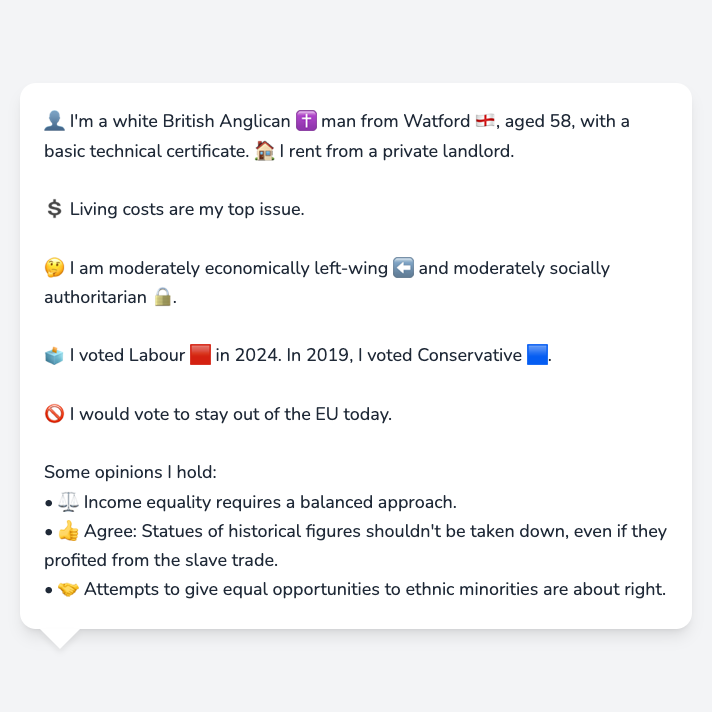 👤 I'm a white British Anglican ✝️ man from Watford 🏴󠁧󠁢󠁥󠁮󠁧󠁿, aged 58, with a
basic technical certificate. 🏠 I rent from a private landlord.
💲 Living costs are my top issue.
🤔 I am moderately economically left-wing ⬅️ and moderately socially
authoritarian 🔒.
🗳️ I voted Labour 🟥 in 2024. In 2019, I voted Conservative 🟦.
🚫 I would vote to stay out of the EU today.
Some opinions I hold:
• ⚖️ Income equality requires a balanced approach.
• 👍 Agree: Statues of historical figures shouldn't be taken down, even if they
profited from the slave trade.
• 🤝 Attempts to give equal opportunities to ethnic minorities are about right.